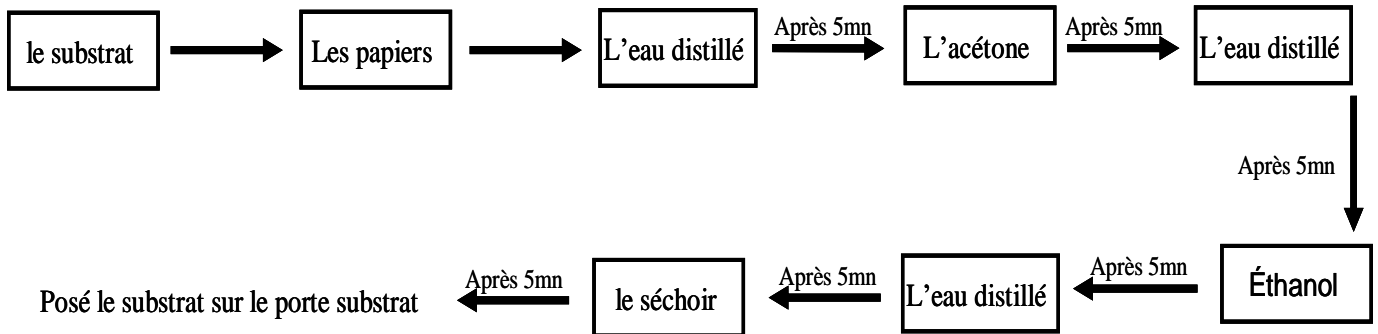 le substrat
Les papiers
L'eau distillé
Après 5mn
L'acétone
Après 5mn
L'eau distillé
Après 5mn
Éthanol
Après 5mn
L'eau distillé
Après 5mn
le séchoir
Après 5mn
Posé le substrat sur le porte substrat